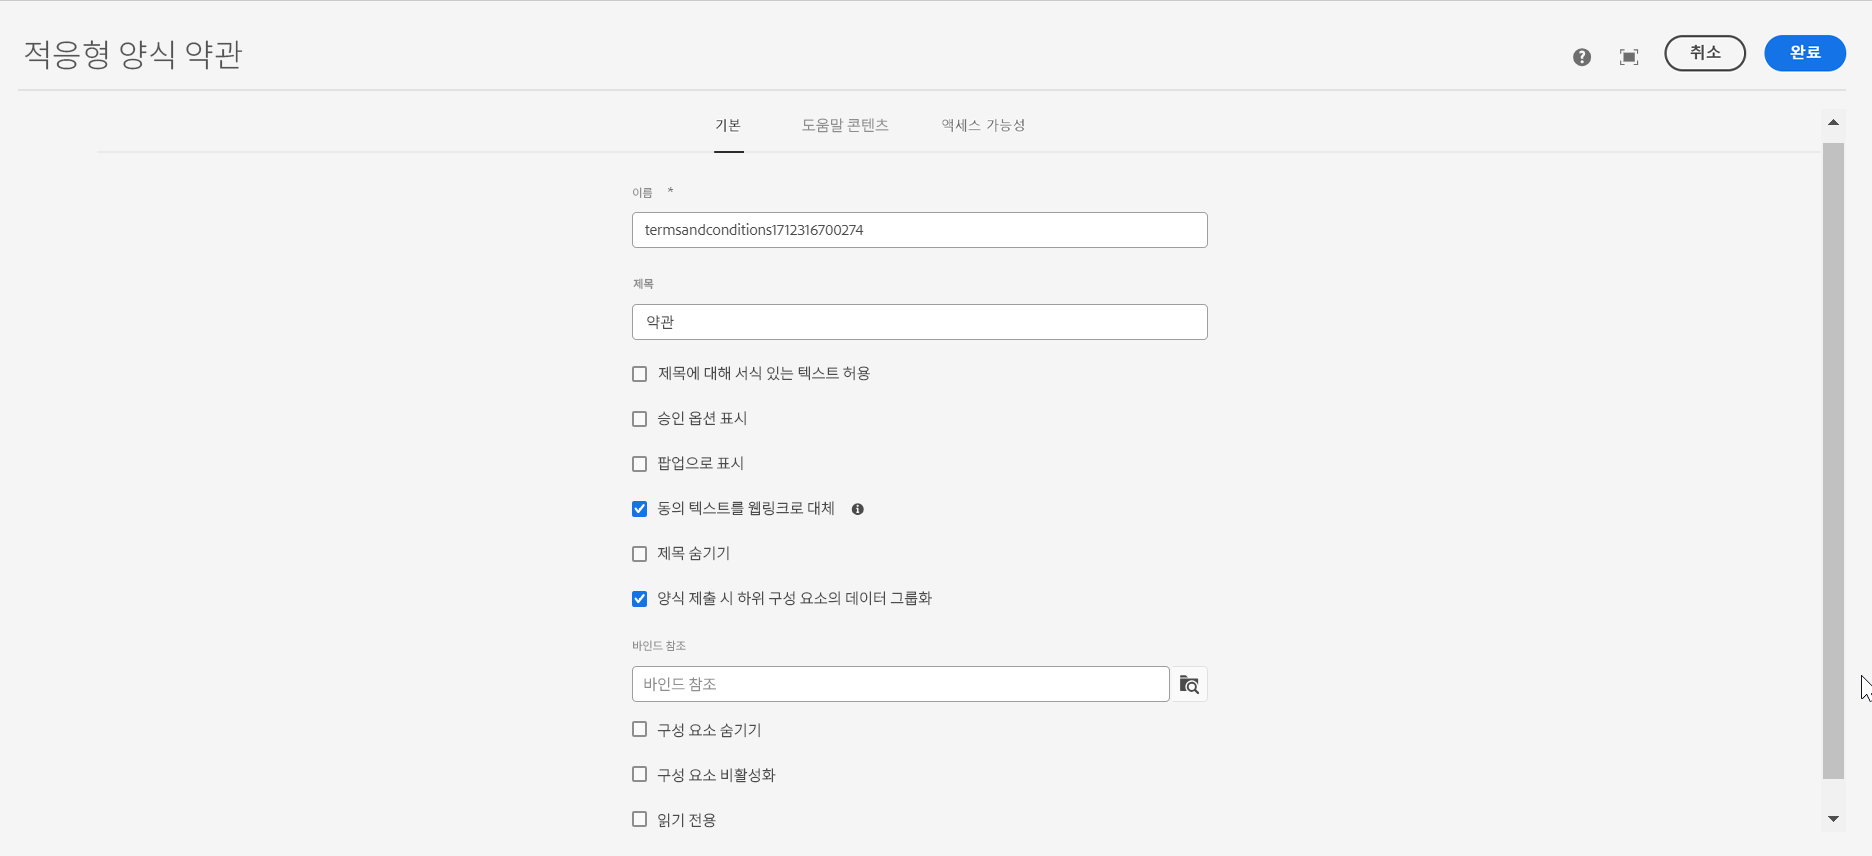 적응형 양식 약관
취소
완료
기본
도움말 콘텐츠
액세스 가능성
이름 *
termsandconditions1712316700274
제목
약관
제목에 대해 서식 있는 텍스트 허용
승인 옵션 표시
팝업으로 표시
동의 텍스트를 웹링크로 대체
제목 숨기기
양식 제출 시 하위 구성 요소의 데이터 그룹화
바인드 참조
바인드 참조
구성 요소 숨기기
구성 요소 비활성화
읽기 전용